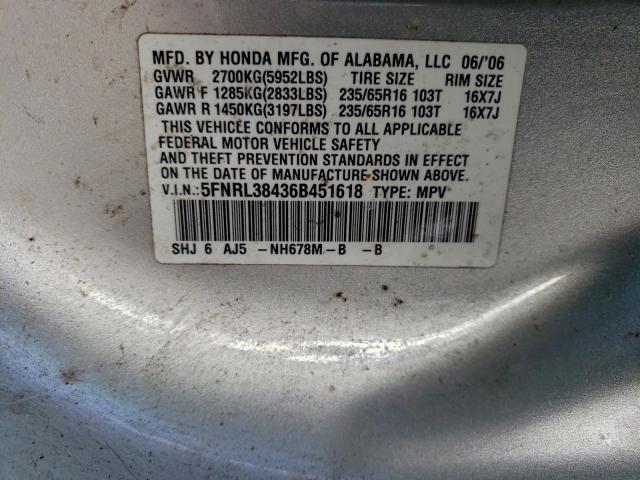 MFD. BY HONDA MFG. OF ALABAMA, LLC 06/'06
GVWR 2700KG(5952LBS) TIRE SIZE RIM SIZE
GAWR F 1285KG(2833LBS) 235/65R16 103T 16X7J
GAWR R 1450KG(3197LBS) 235/65R16 103T 16X7J
THIS VEHICLE CONFORMS TO ALL APPLICABLE
FEDERAL MOTOR VEHICLE SAFETY
AND THEFT PREVENTION STANDARDS IN EFFECT
ON THE DATE OF MANUFACTURE SHOWN ABOVE.
V.I.N.:5FNRL38436B451618 TYPE: MPV
SHJ 6 AJ5 -NH678M -B -B